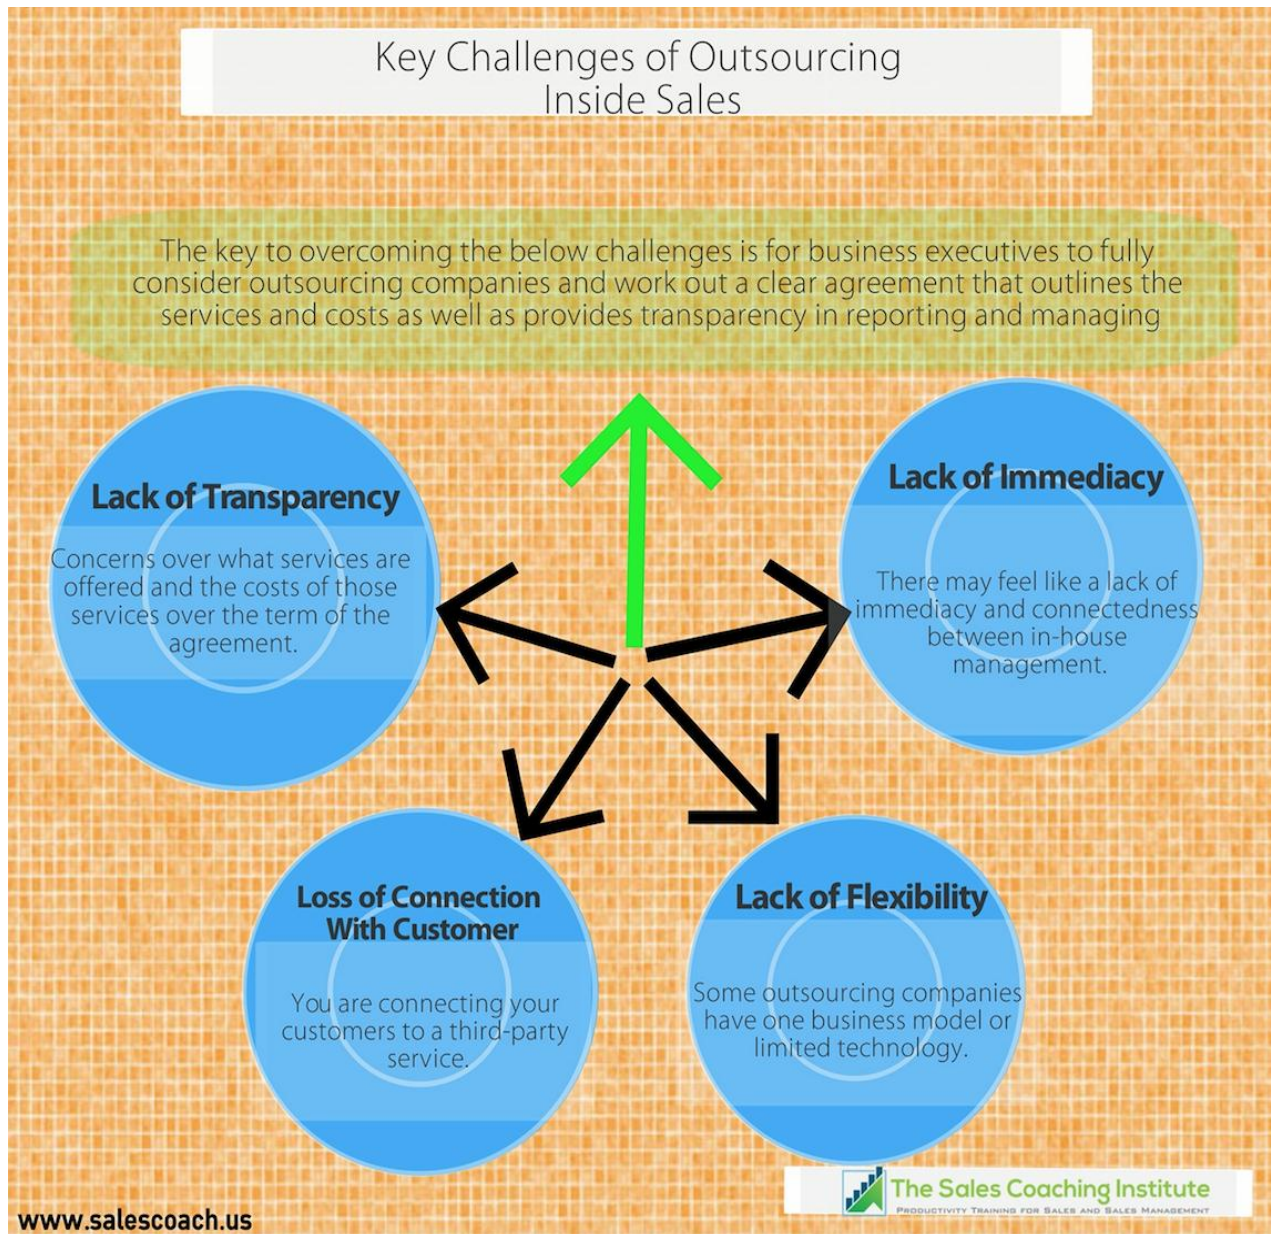 Key Challenges of Outsourcing
Inside Sales
The key to overcoming the below challenges is for business executives to fully
consider outsourcing companies and work out a clear agreement that outlines the
services and costs as well as provides transparency in reporting and managing
Lack of Transparency
Concerns over what services are
offered and the costs of those
services over the term of the
agreement.
Lack of Immediacy
There may feel like a lack of
immediacy and connectedness
between in-house
management.
Loss of Connection
With Customer
You are connecting your
customers to a third-party
service.
Lack of Flexibility
Some outsourcing companies
have one business model or
limited technology.
www.salescoach.us
The Sales Coaching Institute
Productivity Training for Sales and Sales Management